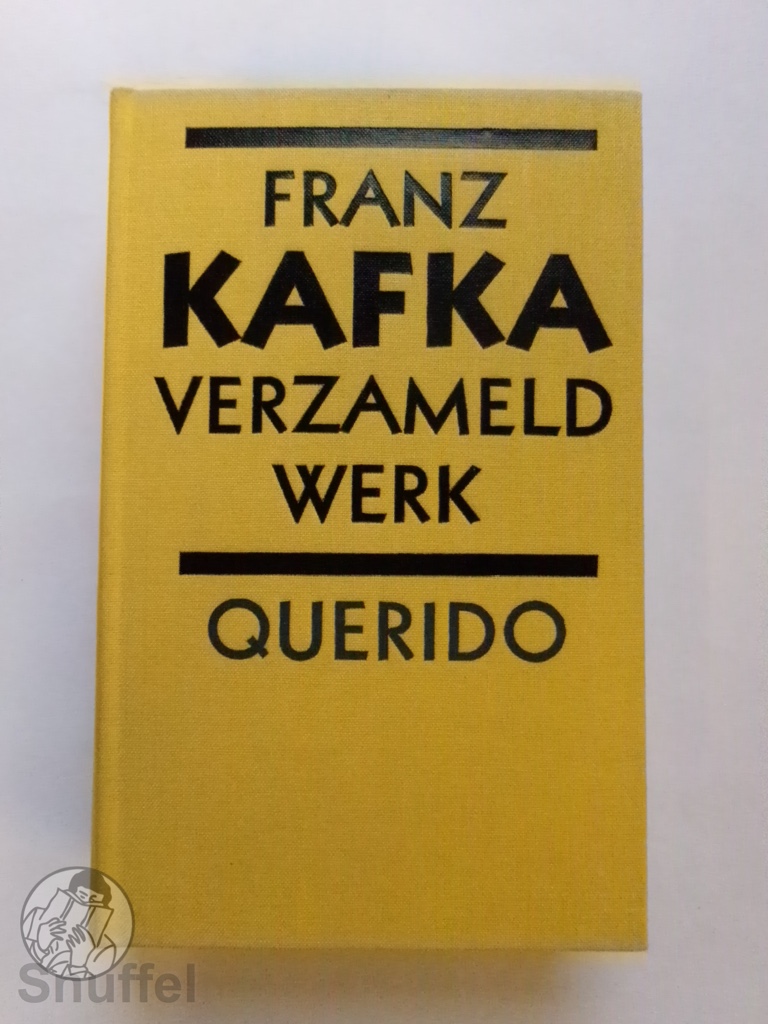 FRANZ
KAFKA
VERZAMELD
WERK
QUERIDO
Snuffel